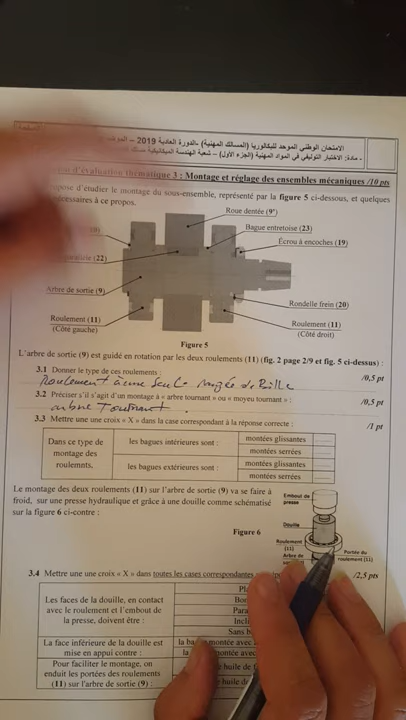 الامتحان الوطني الموحد للبكالوريا (المسالك المهنية) -الدورة العادية 2019 –
- مادة: الاختبار التوليفي في المواد المهنية (الجزء الأول) – شعبة الهندسة الميكانيكية
d'évaluation thématique 3 : Montage et réglage des ensembles mécaniques /10 pts
propose d'étudier le montage du sous-ensemble, représenté par la figure 5 ci-dessous, et quelques
nécessaires à ce propos.
Roue dentée (9')
Bague entretoise (23)
Écrou à encoches (19)
(22)
Arbre de sortie (9)
Rondelle frein (20)
Roulement (11)
(Côté gauche)
Roulement (11)
(Côté droit)
Figure 5
L'arbre de sortie (9) est guidé en rotation par les deux roulements (11) (fig. 2 page 2/9 et fig. 5 ci-dessus) :
3.1 Donner le type de ces roulements : /0,5 pt
Roulement à une seule rangée de Bille
3.2 Préciser s'il s'agit d'un montage à « arbre tournant » ou « moyeu tournant » : /0,5 pt
arbre tournant
3.3 Mettre une une croix « X » dans la case correspondant à la réponse correcte : /1 pt
Dans ce type de montage des roulemnts.
les bagues intérieures sont :
montées glissantes
montées serrées
les bagues extérieures sont :
montées glissantes
montées serrées
Le montage des deux roulements (11) sur l'arbre de sortie (9) va se faire à
froid, sur une presse hydraulique et grâce à une douille comme schématisé
sur la figure 6 ci-contre :
Figure 6
Embout de presse
Douille
Roulement (11)
Arbre de
Portée du roulement (11)
3.4 Mettre une une croix « X » dans toutes les cases correspondantes /2,5 pts
Les faces de la douille, en contact
avec le roulement et l'embout de
la presse, doivent être :
Sans
La face inférieure de la douille est
mise en appui contre :
la
montée avec
la
montée avec
Pour faciliter le montage, on
enduit les portées des roulements
(11) sur l'arbre de sortie (9) :
huile de
huile de